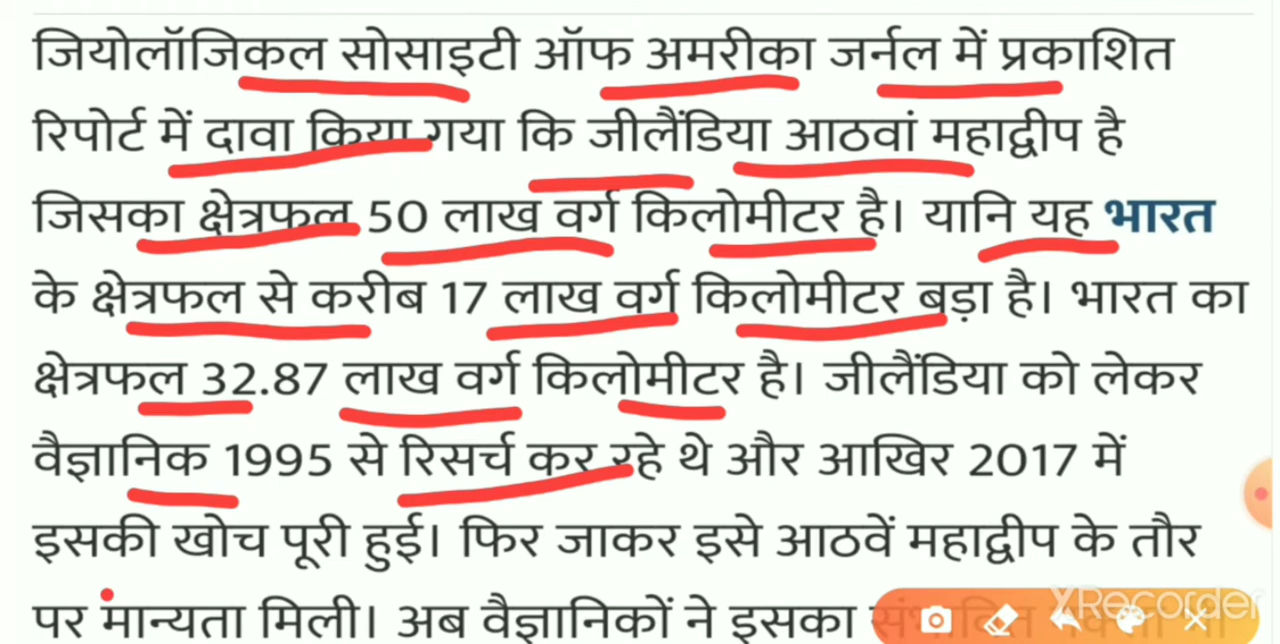 जियोलॉजिकल सोसाइटी ऑफ अमरीका जर्नल में प्रकाशित
रिपोर्ट में दावा किया गया कि जीलैंडिया आठवां महाद्वीप है
जिसका क्षेत्रफल 50 लाख वर्ग किलोमीटर है। यानि यह भारत
के क्षेत्रफल से करीब 17 लाख वर्ग किलोमीटर बड़ा है। भारत का
क्षेत्रफल 32.87 लाख वर्ग किलोमीटर है। जीलैंडिया को लेकर
वैज्ञानिक 1995 से रिसर्च कर रहे थे और आखिर 2017 में
इसकी खोच पूरी हुई। फिर जाकर इसे आठवें महाद्वीप के तौर
पर मान्यता मिली। अब वैज्ञानिकों ने इसका
XRecorder